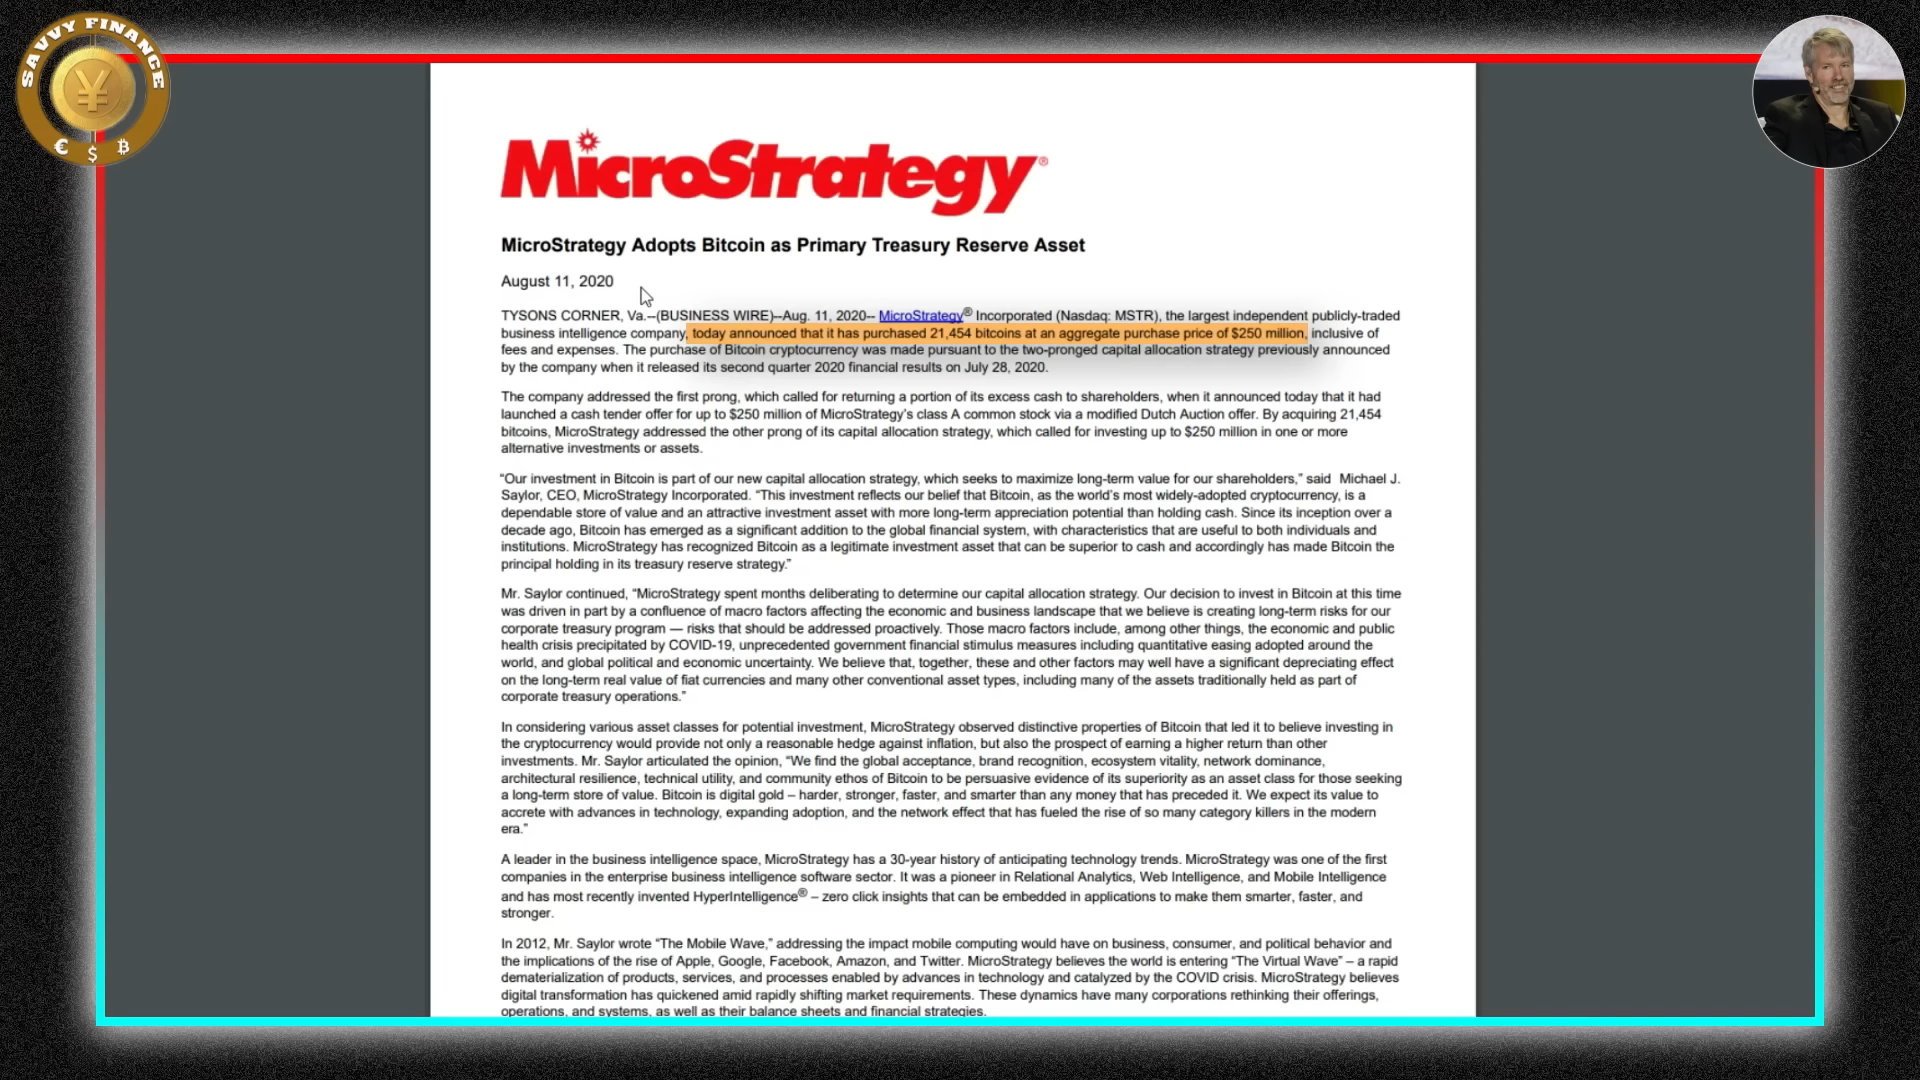 SAVVY FINANCE
¥
€ $ ₿
MicroStrategy®
MicroStrategy Adopts Bitcoin as Primary Treasury Reserve Asset
August 11, 2020
TYSONS CORNER, Va.--(BUSINESS WIRE)--Aug. 11, 2020-- MicroStrategy® Incorporated (Nasdaq: MSTR), the largest independent publicly-traded
business intelligence company, today announced that it has purchased 21,454 bitcoins at an aggregate purchase price of $250 million, inclusive of
fees and expenses. The purchase of Bitcoin cryptocurrency was made pursuant to the two-pronged capital allocation strategy previously announced
by the company when it released its second quarter 2020 financial results on July 28, 2020.
The company addressed the first prong, which called for returning a portion of its excess cash to shareholders, when it announced today that it had
launched a cash tender offer for up to $250 million of MicroStrategy's class A common stock via a modified Dutch Auction offer. By acquiring 21,454
bitcoins, MicroStrategy addressed the other prong of its capital allocation strategy, which called for investing up to $250 million in one or more
alternative investments or assets.
“Our investment in Bitcoin is part of our new capital allocation strategy, which seeks to maximize long-term value for our shareholders,” said Michael J.
Saylor, CEO, MicroStrategy Incorporated. “This investment reflects our belief that Bitcoin, as the world's most widely-adopted cryptocurrency, is a
dependable store of value and an attractive investment asset with more long-term appreciation potential than holding cash. Since its inception over a
decade ago, Bitcoin has emerged as a significant addition to the global financial system, with characteristics that are useful to both individuals and
institutions. MicroStrategy has recognized Bitcoin as a legitimate investment asset that can be superior to cash and accordingly has made Bitcoin the
principal holding in its treasury reserve strategy.”
Mr. Saylor continued, “MicroStrategy spent months deliberating to determine our capital allocation strategy. Our decision to invest in Bitcoin at this time
was driven in part by a confluence of macro factors affecting the economic and business landscape that we believe is creating long-term risks for our
corporate treasury program — risks that should be addressed proactively. Those macro factors include, among other things, the economic and public
health crisis precipitated by COVID-19, unprecedented government financial stimulus measures including quantitative easing adopted around the
world, and global political and economic uncertainty. We believe that, together, these and other factors may well have a significant depreciating effect
on the long-term real value of fiat currencies and many other conventional asset types, including many of the assets traditionally held as part of
corporate treasury operations.”
In considering various asset classes for potential investment, MicroStrategy observed distinctive properties of Bitcoin that led it to believe investing in
the cryptocurrency would provide not only a reasonable hedge against inflation, but also the prospect of earning a higher return than other
investments. Mr. Saylor articulated the opinion, “We find the global acceptance, brand recognition, ecosystem vitality, network dominance,
architectural resilience, technical utility, and community ethos of Bitcoin to be persuasive evidence of its superiority as an asset class for those seeking
a long-term store of value. Bitcoin is digital gold – harder, stronger, faster, and smarter than any money that has preceded it. We expect its value to
accrete with advances in technology, expanding adoption, and the network effect that has fueled the rise of so many category killers in the modern
era.”
A leader in the business intelligence space, MicroStrategy has a 30-year history of anticipating technology trends. MicroStrategy was one of the first
companies in the enterprise business intelligence software sector. It was a pioneer in Relational Analytics, Web Intelligence, and Mobile Intelligence
and has most recently invented HyperIntelligence® – zero click insights that can be embedded in applications to make them smarter, faster, and
stronger.
In 2012, Mr. Saylor wrote “The Mobile Wave,” addressing the impact mobile computing would have on business, consumer, and political behavior and
the implications of the rise of Apple, Google, Facebook, Amazon, and Twitter. MicroStrategy believes the world is entering “The Virtual Wave” – a rapid
dematerialization of products, services, and processes enabled by advances in technology and catalyzed by the COVID crisis. MicroStrategy believes
digital transformation has quickened amid rapidly shifting market requirements. These dynamics have many corporations rethinking their offerings,
operations, and systems, as well as their balance sheets and financial strategies.